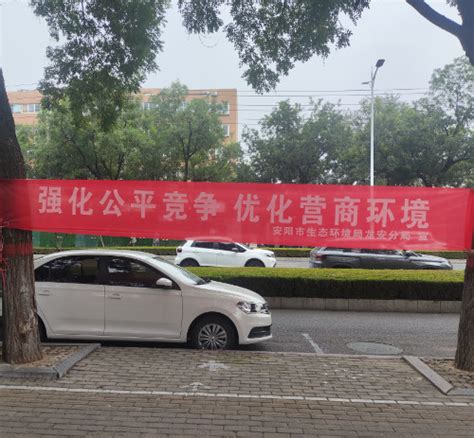 强化公平竞争 优化营商环境
安阳市生态环境局龙安分局 宣